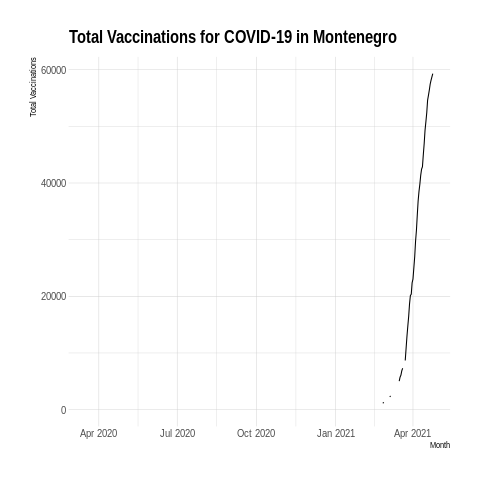 Total Vaccinations for COVID-19 in Montenegro
Total Vaccinations
60000
40000
20000
0
Apr 2020 Jul 2020 Oct 2020 Jan 2021 Apr 2021
Month